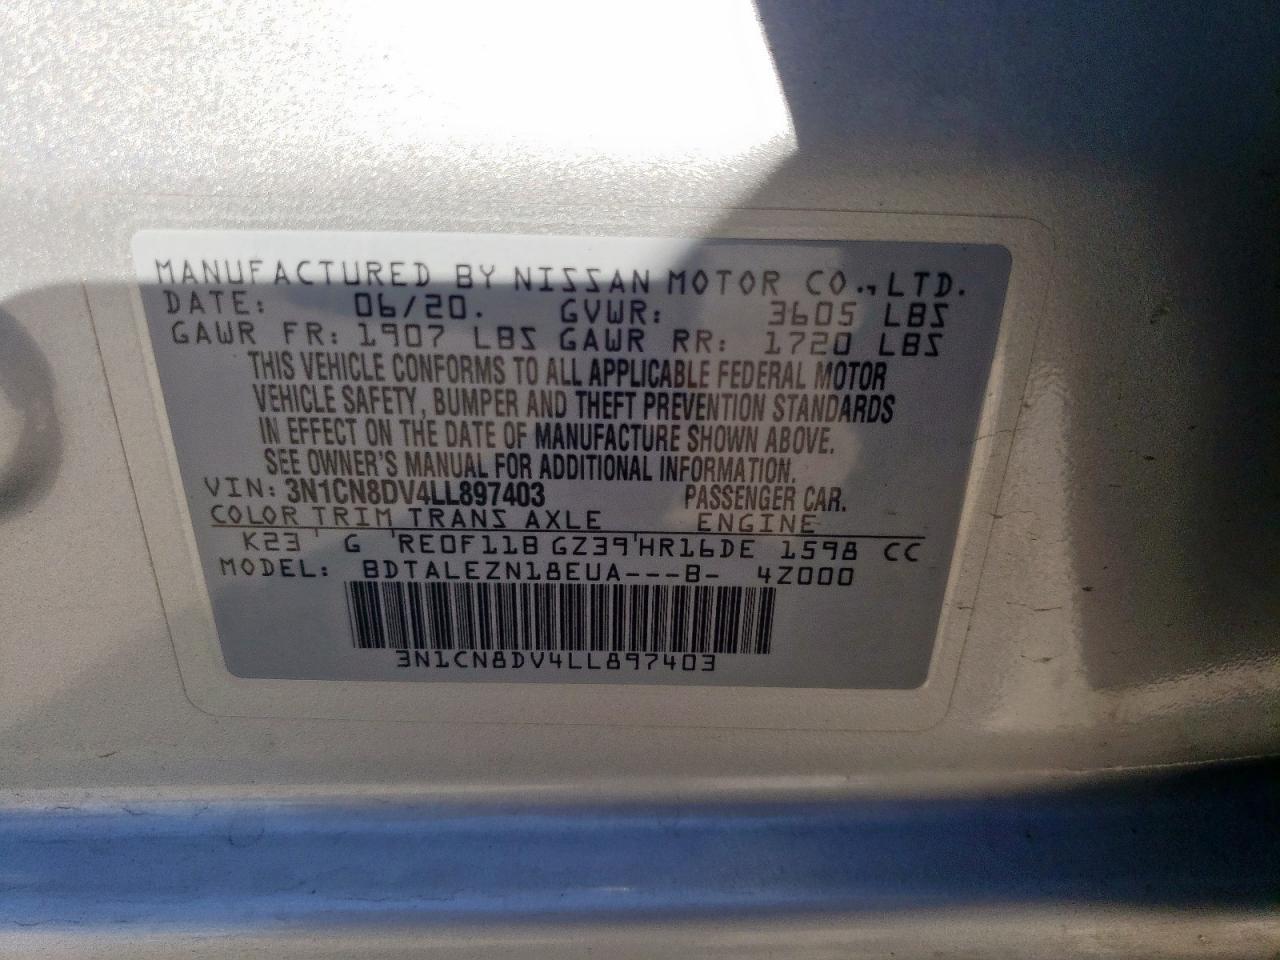 MANUFACTURED BY NISSAN MOTOR CO., LTD.
DATE: 06/20. GVWR: 3605 LBS
GAWR FR: 1907 LBS GAWR RR: 1720 LBS
THIS VEHICLE CONFORMS TO ALL APPLICABLE FEDERAL MOTOR
VEHICLE SAFETY, BUMPER AND THEFT PREVENTION STANDARDS
IN EFFECT ON THE DATE OF MANUFACTURE SHOWN ABOVE.
SEE OWNER'S MANUAL FOR ADDITIONAL INFORMATION.
VIN: 3N1CN8DV4LL897403 PASSENGER CAR.
COLOR TRIM TRANS AXLE ENGINE
K23 ' G ' RE0F11B GZ39 ' HR16DE 1598 CC
MODEL: BDTALEZN18EUA---B- 4Z000
3N1CN8DV4LL897403